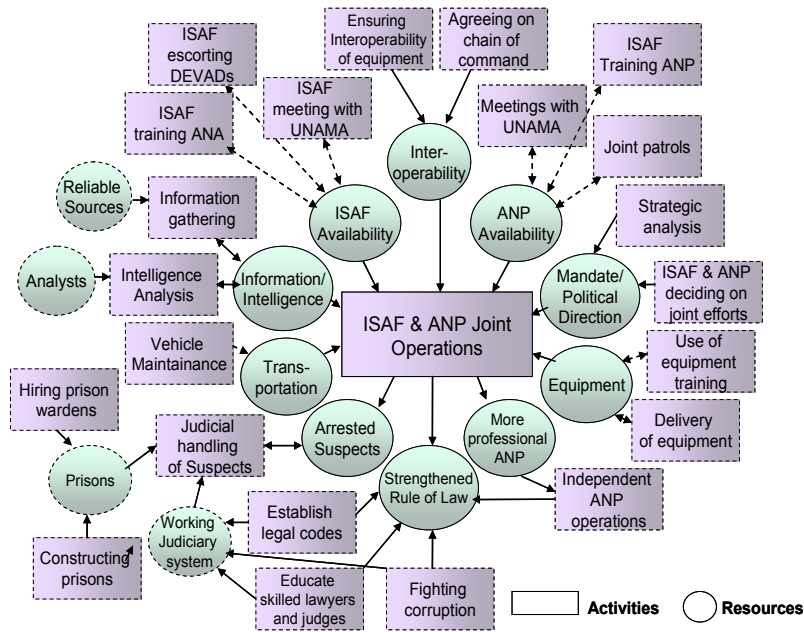 ISAF
escorting
DEVADs
Ensuring
Interoperability
of equipment
Agreeing on
chain of
command
ISAF
Training ANP
ISAF
training ANA
ISAF
meeting with
UNAMA
Meetings with
UNAMA
Joint patrols
Inter-
operability
Reliable
Sources
Information
gathering
ISAF
Availability
ANP
Availability
Strategic
analysis
Analysts
Intelligence
Analysis
Information/
Intelligence
Mandate/
Political
Direction
ISAF & ANP
deciding on
joint efforts
ISAF & ANP Joint
Operations
Vehicle
Maintainance
Trans-
portation
Equipment
Use of
equipment
training
Hiring prison
wardens
Judicial
handling
of Suspects
Arrested
Suspects
More
professional
ANP
Delivery
of equipment
Prisons
Strengthened
Rule of Law
Independent
ANP
operations
Working
Judiciary
system
Establish
legal codes
Constructing
prisons
Educate
skilled lawyers
and judges
Fighting
corruption
Activities
Resources